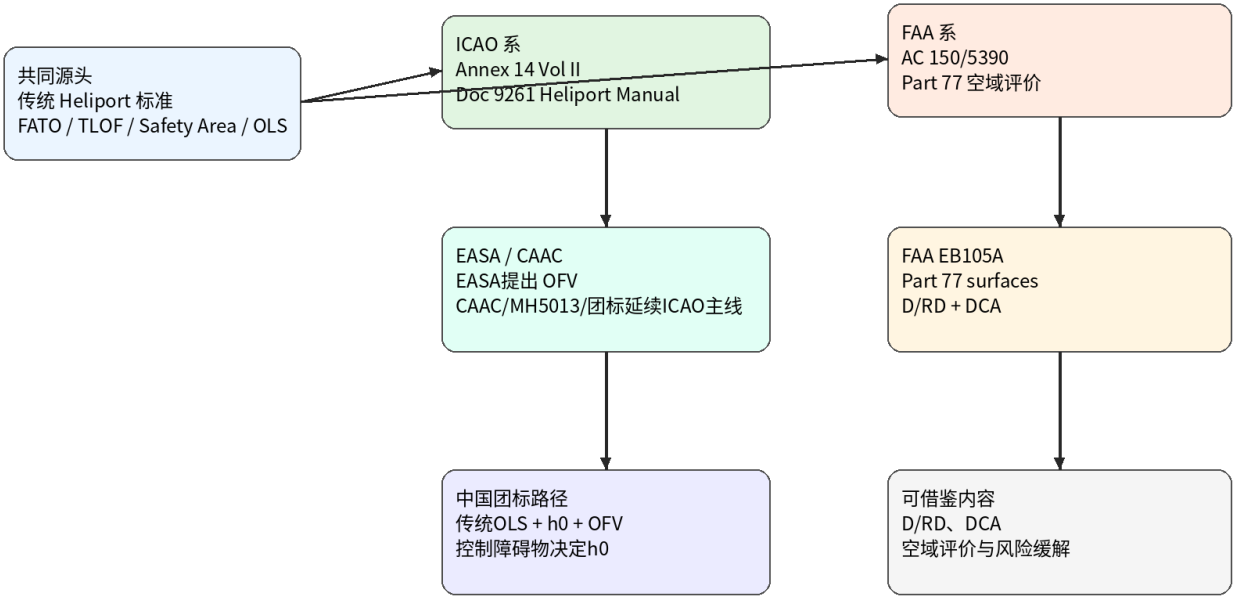 共同源头
传统 Heliport 标准
FATO / TLOF / Safety Area / OLS
ICAO 系
Annex 14 Vol II
Doc 9261 Heliport Manual
FAA 系
AC 150/5390
Part 77 空域评价
EASA / CAAC
EASA提出 OFV
CAAC/MH5013/团标延续ICAO主线
FAA EB105A
Part 77 surfaces
D/RD + DCA
中国团标路径
传统OLS + h0 + OFV
控制障碍物决定h0
可借鉴内容
D/RD、DCA
空域评价与风险缓解